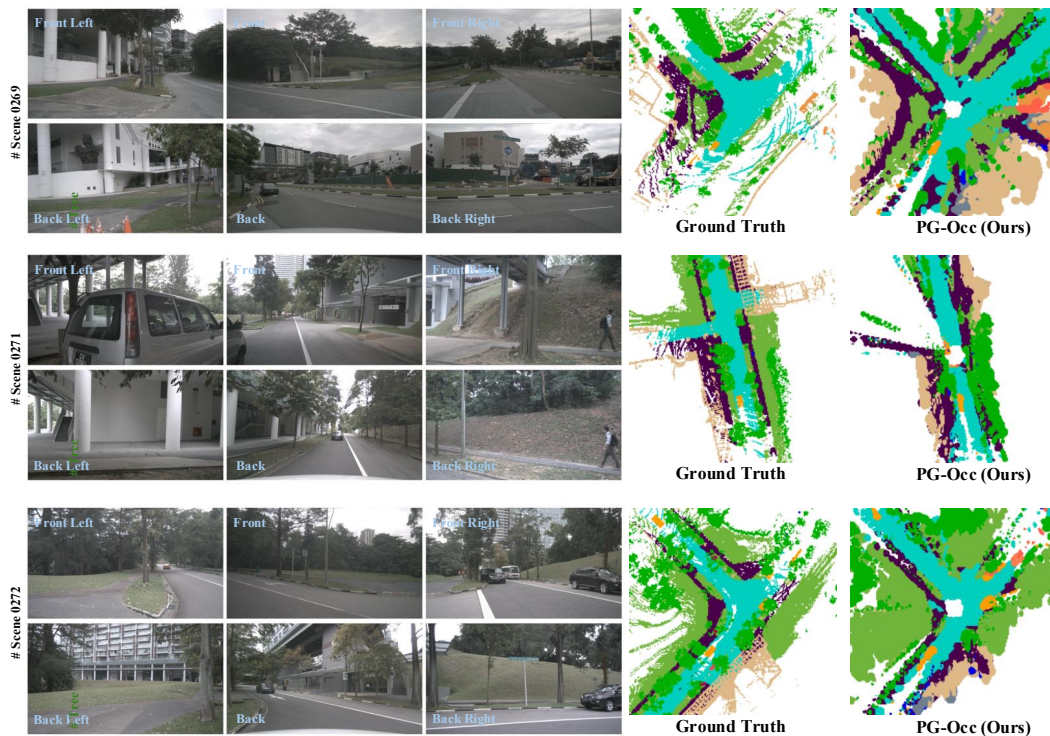 # Scene 0269
Front Left
Back Left
Back
Back Right
Front Right
Ground Truth
PG-Occ (Ours)
# Scene 0271
Front Left
Front
Front Right
Back Left
Back
Back Right
Ground Truth
PG-Occ (Ours)
# Scene 0272
Front Left
Front
Front Right
Back Left
Back
Back Right
Ground Truth
PG-Occ (Ours)